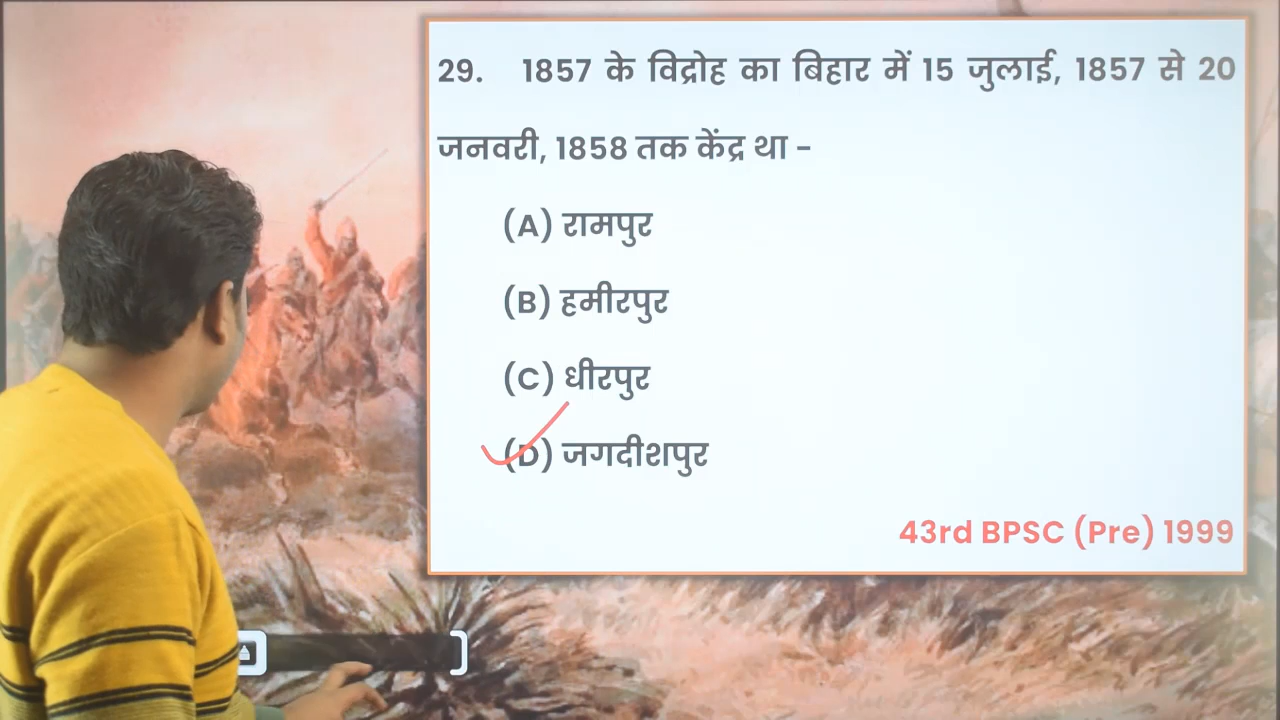 29. 1857 के विद्रोह का बिहार में 15 जुलाई, 1857 से 20
जनवरी, 1858 तक केंद्र था -
(A) रामपुर
(B) हमीरपुर
(C) धीरपुर
(D) जगदीशपुर
43rd BPSC (Pre) 1999